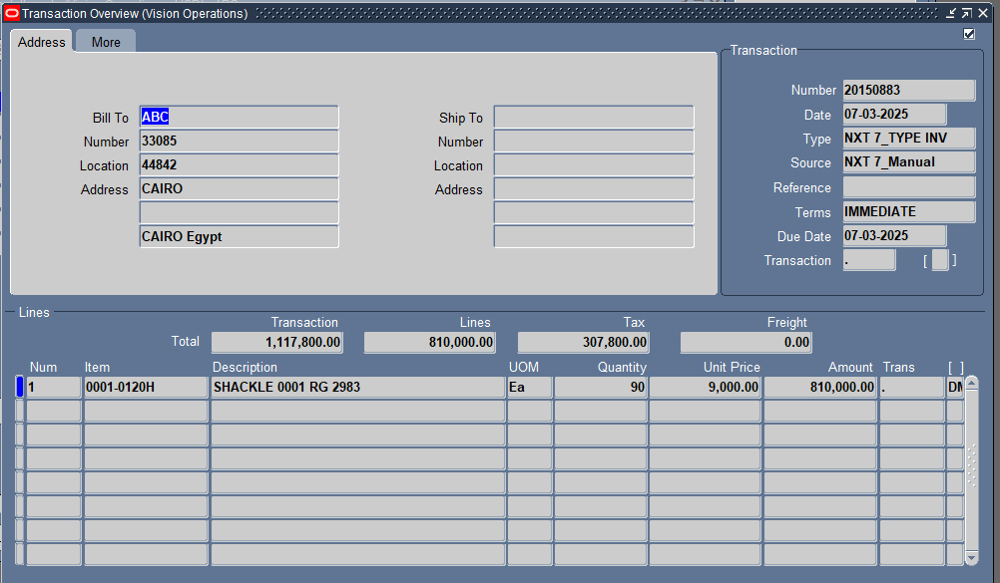 Transaction Overview (Vision Operations)
Address More
Bill To ABC
Number 33085
Location 44842
Address CAIRO
CAIRO Egypt
Ship To
Number
Location
Address
Transaction
Number 20150883
Date 07-03-2025
Type NXT 7_TYPE INV
Source NXT 7_Manual
Reference
Terms IMMEDIATE
Due Date 07-03-2025
Transaction . [ ]
Lines
Transaction Lines Tax Freight
Total 1,117,800.00 810,000.00 307,800.00 0.00
Num Item Description UOM Quantity Unit Price Amount Trans [ ]
1 0001-0120H SHACKLE 0001 RG 2983 Ea 90 9,000.00 810,000.00 .